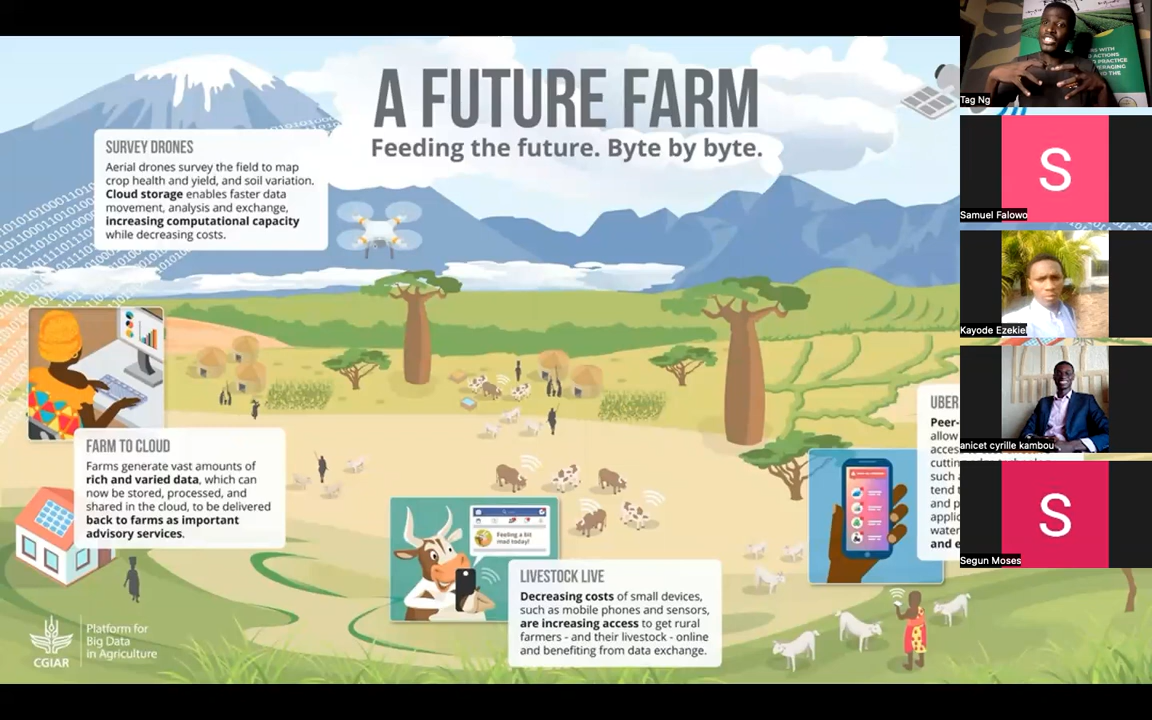 A FUTURE FARM
Feeding the future. Byte by byte.
SURVEY DRONES
Aerial drones survey the field to map
crop health and yield, and soil variation.
Cloud storage enables faster data
movement, analysis and exchange,
increasing computational capacity
while decreasing costs.
FARM TO CLOUD
Farms generate vast amounts of
rich and varied data, which can
now be stored, processed, and
shared in the cloud, to be delivered
back to farms as important
advisory services.
Feeling a bit
mad today!
LIVESTOCK LIVE
Decreasing costs of small devices,
such as mobile phones and sensors,
are increasing access to get rural
farmers - and their livestock - online
and benefiting from data exchange.
UBER
Peer-
allow
access
cuttin
such a
tend t
and p
applic
water
and e
CGIAR
Platform for
Big Data
in Agriculture
Tag Ng
S
Samuel Falowo
Kayode Ezekiel
anicet cyrille kambou
S
Segun Moses